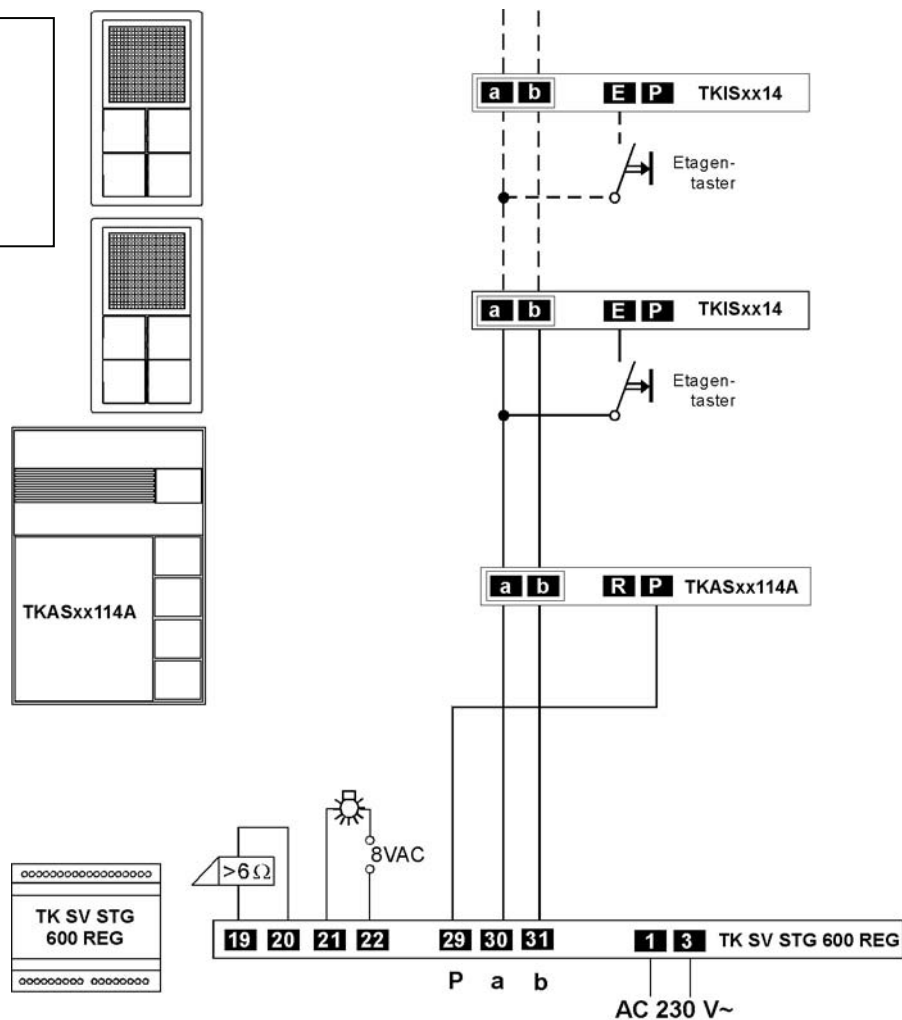 a b E P TKISxx14
Etagen-
taster
a b E P TKISxx14
Etagen-
taster
TKASxx114A
a b R P TKASxx114A
8VAC
>6 Ω
TK SV STG
600 REG
19 20 21 22 29 30 31 1 3 TK SV STG 600 REG
P a b
AC 230 V~